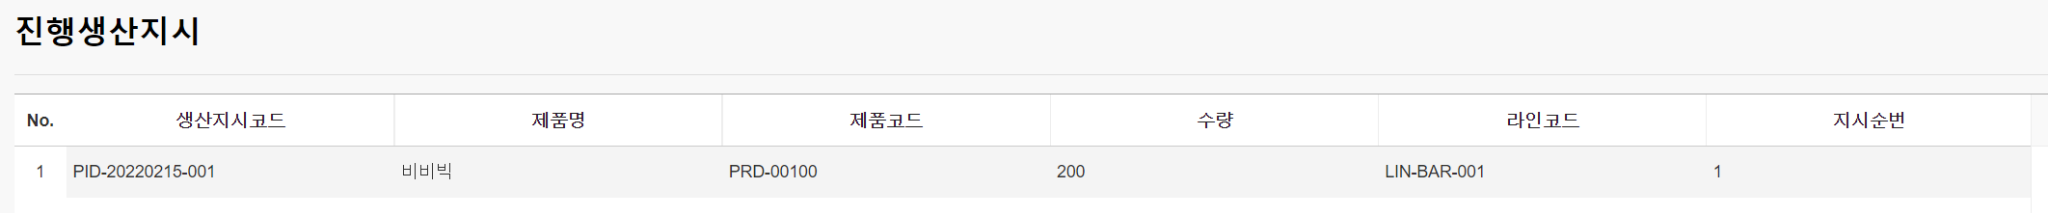 진행생산지시
No. 생산지시코드 제품명 제품코드 수량 라인코드 지시순번
1 PID-20220215-001 비비빅 PRD-00100 200 LIN-BAR-001 1